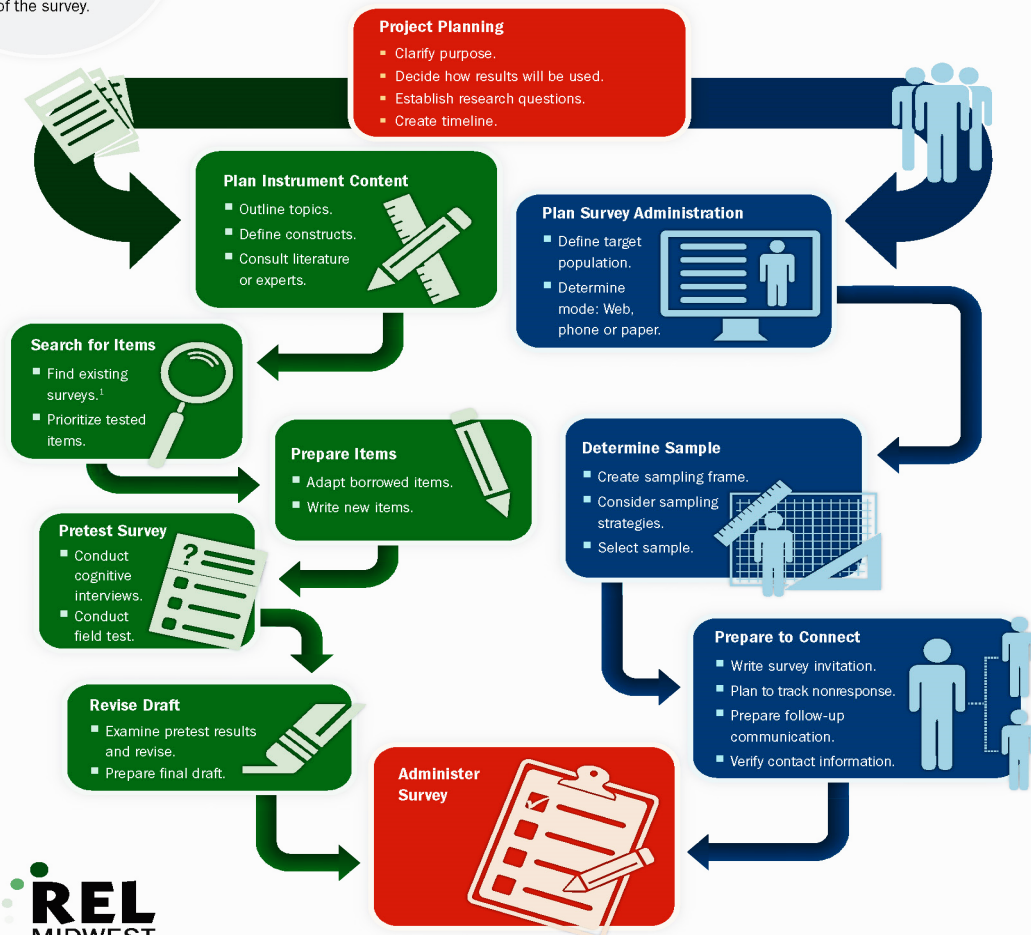 of the survey.
Project Planning
Clarify purpose.
Decide how results will be used.
Establish research questions.
Create timeline.
Plan Instrument Content
Outline topics.
Define constructs.
Consult literature
or experts.
Plan Survey Administration
Define target
population.
Determine
mode: Web,
phone or paper.
Search for Items
Find existing
surveys.¹
Prioritize tested
items.
Prepare Items
Adapt borrowed items.
Write new items.
Determine Sample
Create sampling frame.
Consider sampling
strategies.
Select sample.
Pretest Survey
Conduct
cognitive
interviews.
Conduct
field test.
?
Prepare to Connect
Write survey invitation.
Plan to track nonresponse.
Prepare follow-up
communication.
Verify contact information.
Revise Draft
Examine pretest results
and revise.
Prepare final draft.
Administer
Survey
REL
MIDWEST